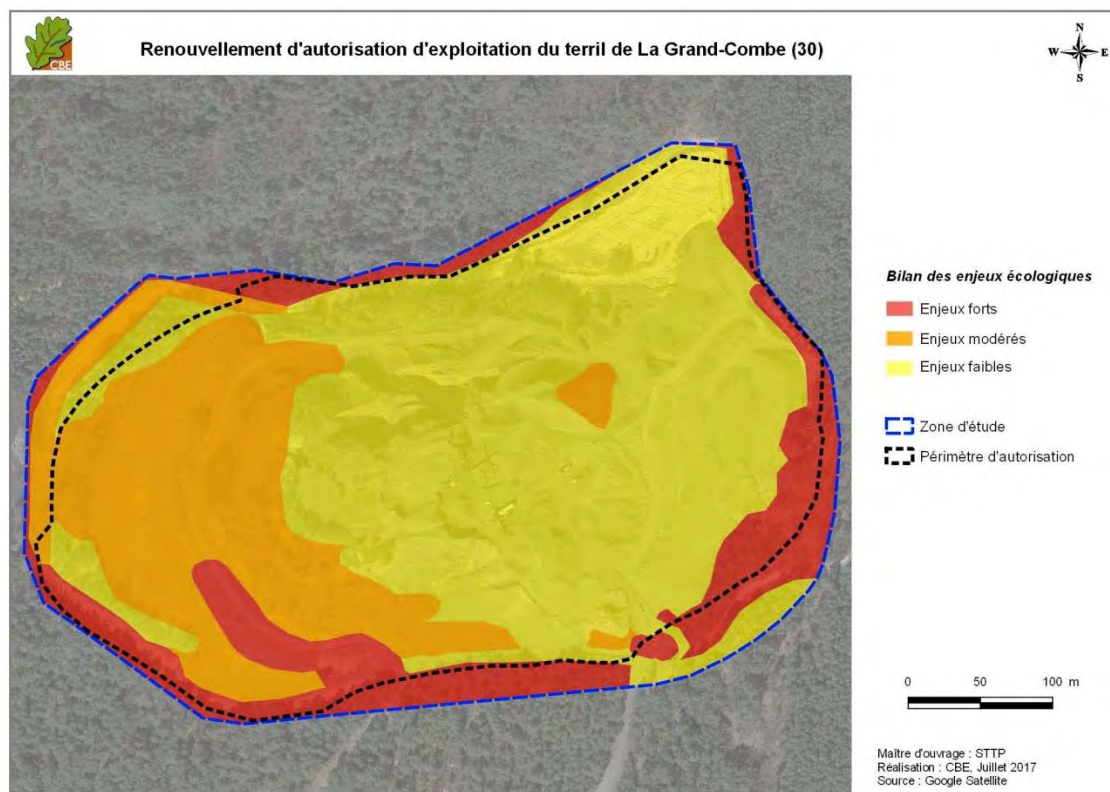 CBE
Renouvellement d'autorisation d'exploitation du terril de La Grand-Combe (30)
N
W E
S
Bilan des enjeux écologiques
Enjeux forts
Enjeux modérés
Enjeux faibles
Zone d'étude
Périmètre d'autorisation
0 50 100 m
Maître d'ouvrage : STTP
Réalisation : CBE, Juillet 2017
Source : Google Satellite